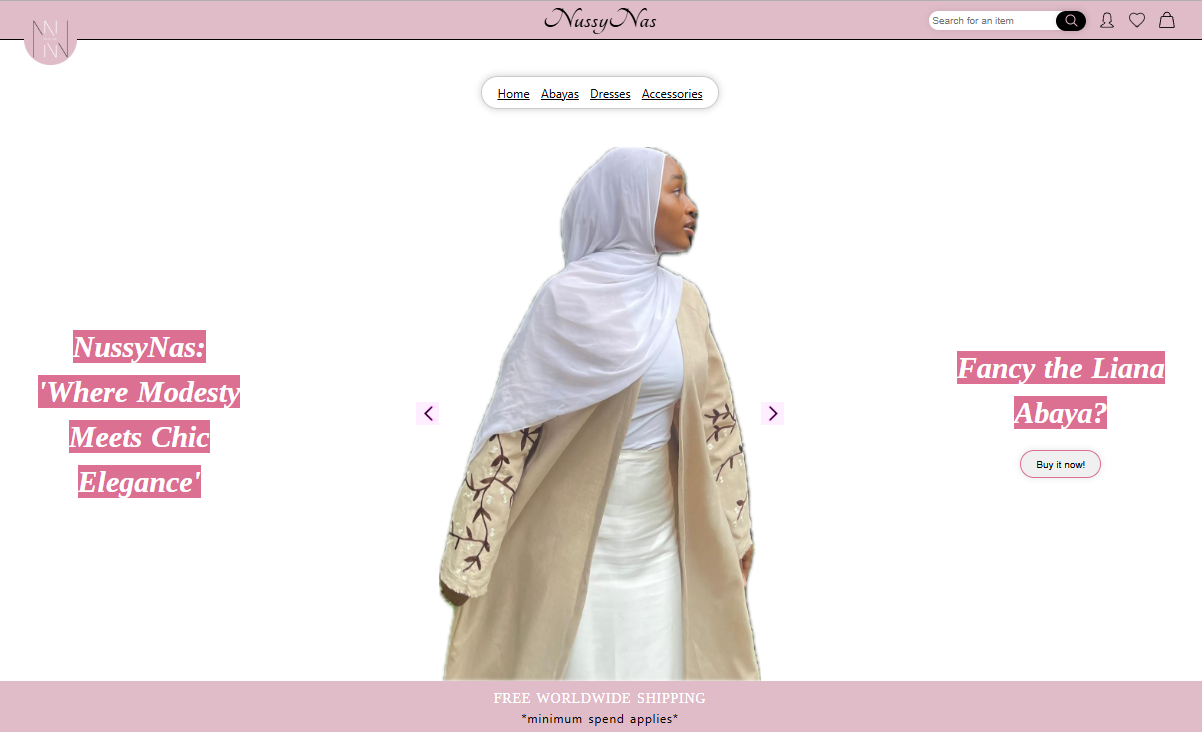 NussyNas
Search for an item
Home Abayas Dresses Accessories
NussyNas:
'Where Modesty
Meets Chic
Elegance'
Fancy the Liana
Abaya?
Buy it now!
FREE WORLDWIDE SHIPPING
*minimum spend applies*